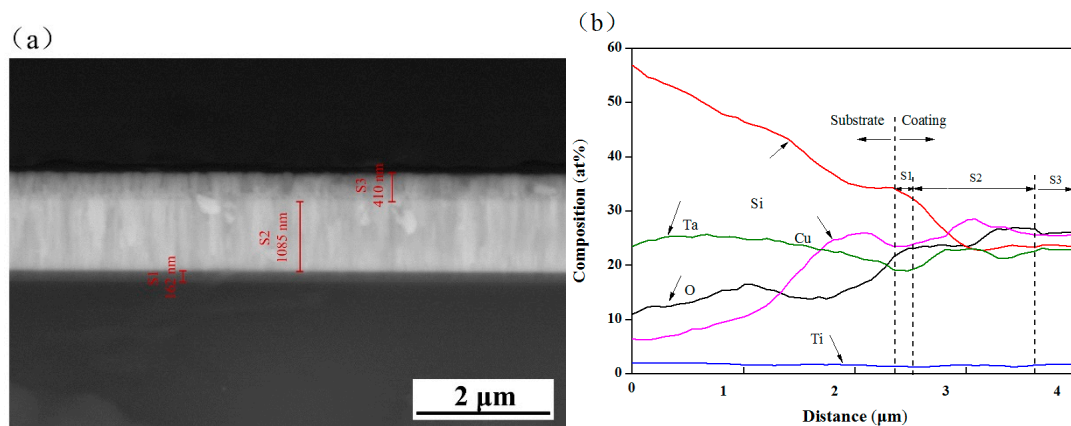 (a)
S3
410 nm
S2
1085 nm
S1
162 nm
2 μm
(b)
Composition (at%)
60
50
40
30
20
10
0
Substrate
Coating
S1
S2
S3
Si
Cu
Ta
O
Ti
0
1
2
3
4
Distance (μm)